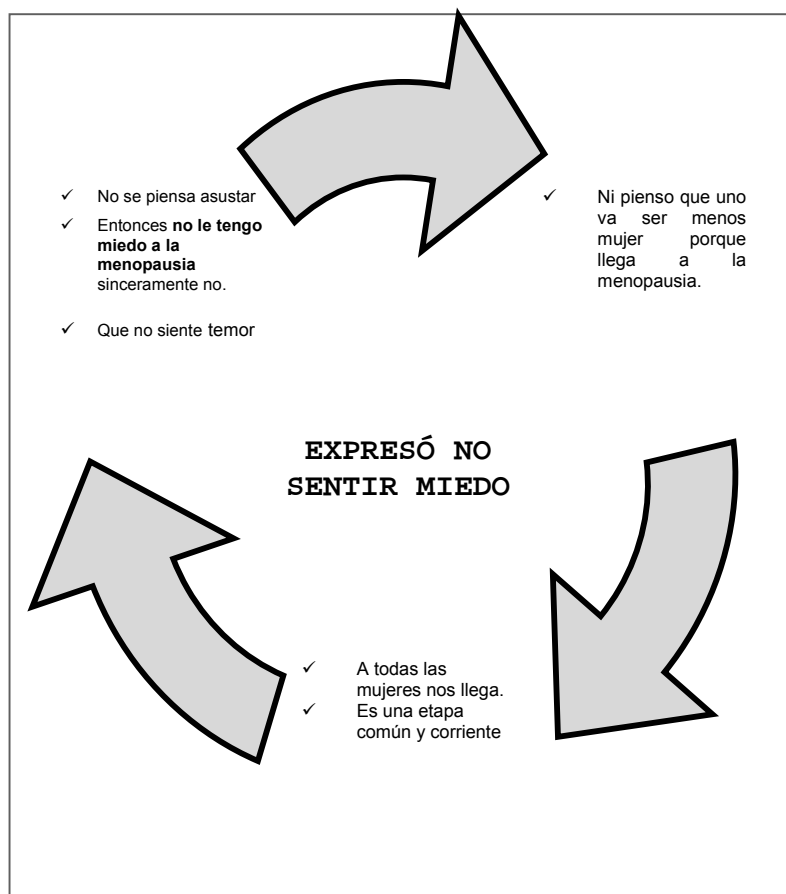 ✓ No se piensa asustar
✓ Entonces no le tengo
miedo a la
menopausia
sinceramente no.
✓ Que no siente temor
✓ Ni pienso que uno
va ser menos
mujer porque
llega a la
menopausia.
EXPRESÓ NO
SENTIR MIEDO
✓ A todas las
mujeres nos llega.
✓ Es una etapa
común y corriente